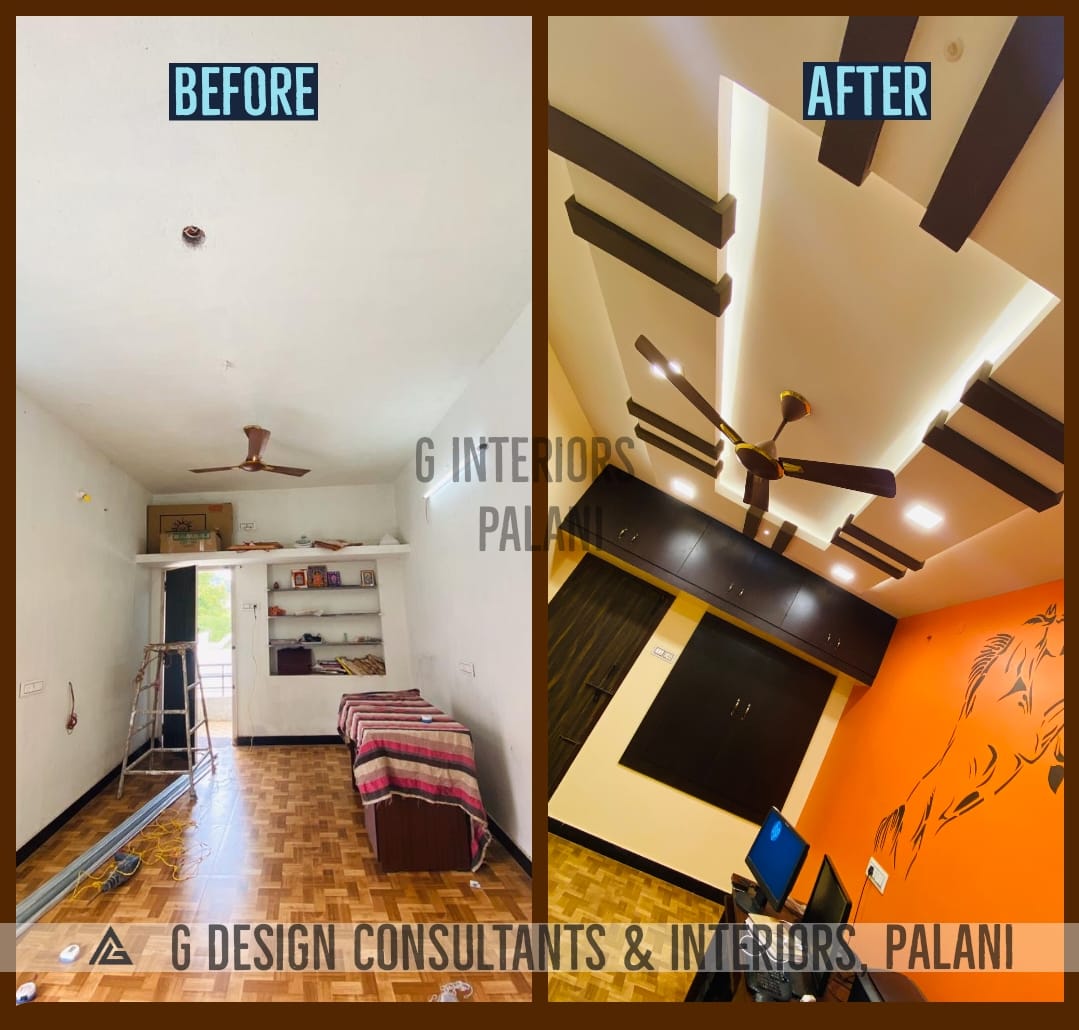 BEFORE
AFTER
G INTERIORS
PALANI
G DESIGN CONSULTANTS & INTERIORS, PALANI